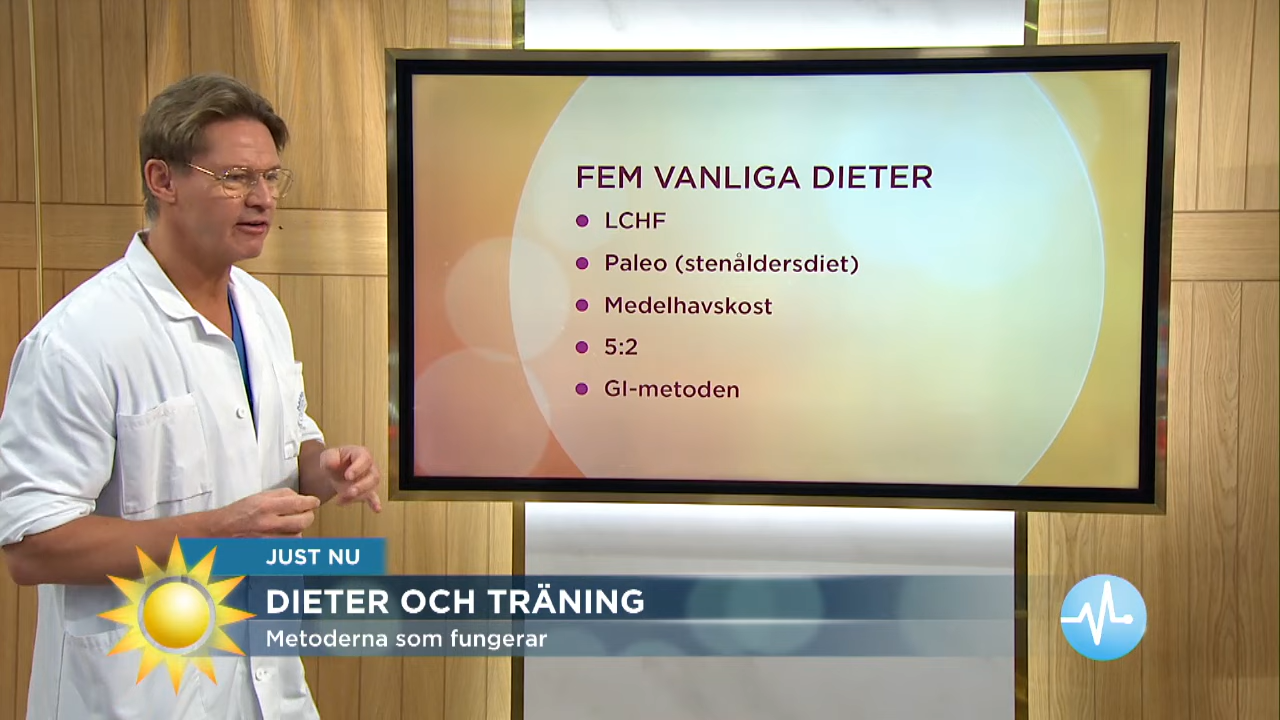 FEM VANLIGA DIETER
LCHF
Paleo (stenåldersdiet)
Medelhavskost
5:2
GI-metoden
JUST NU
DIETER OCH TRÄNING
Metoderna som fungerar